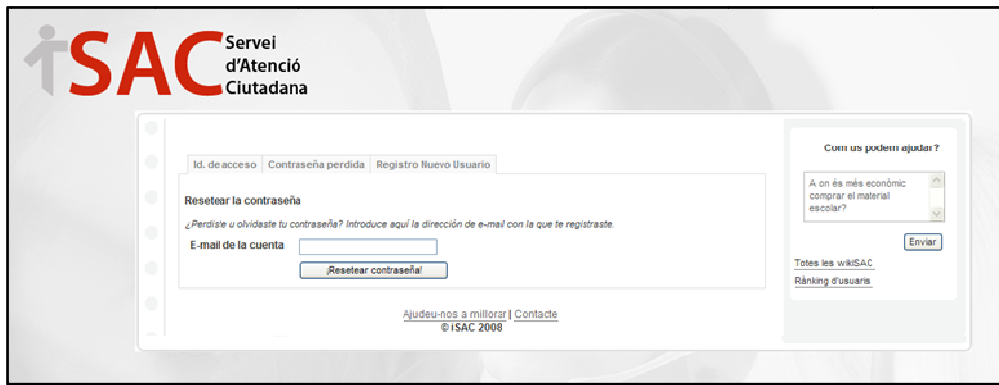 iSAC
Servei
d'Atenció
Ciutadana
Id. de acceso
Contraseña perdida
Registro Nuevo Usuario
Resetear la contraseña
¿Perdiste u olvidaste tu contraseña? Introduce aquí la dirección de e-mail con la que te registraste.
E-mail de la cuenta
¡Resetear contraseña!
Ajudeu-nos a millorar | Contacte
© iSAC 2008
Com us podem ajudar?
A on és més econòmic
comprar el material
escolar?
Enviar
Totes les wikiSAC
Rànking d'usuaris